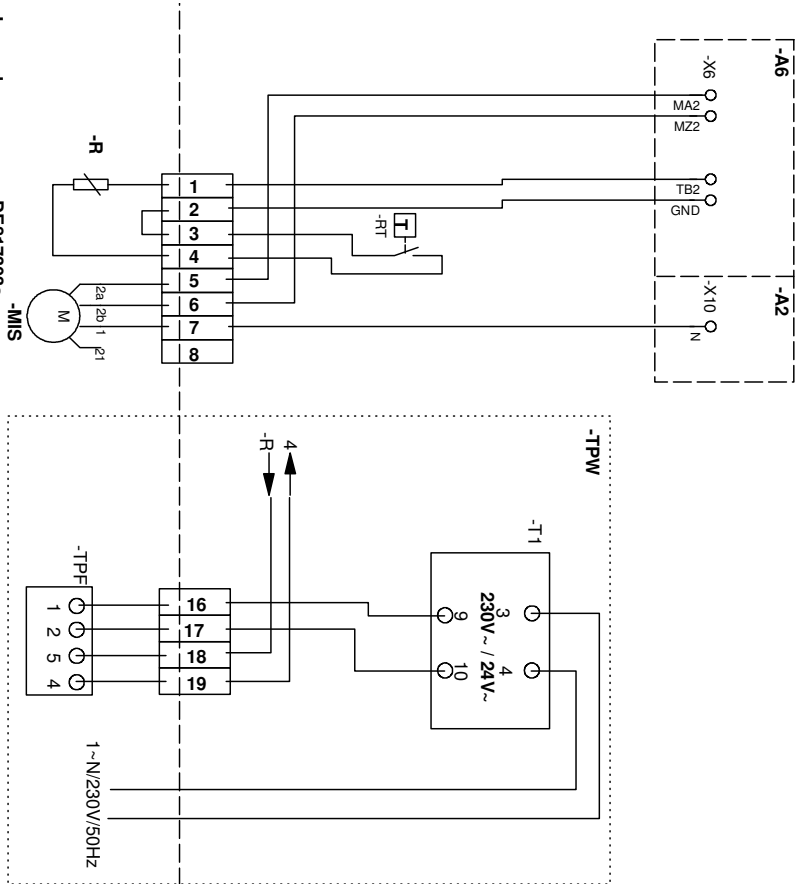 -A6
-X6
MA2
MZ2
TB2
GND
-A2
-X10
N
-R
1
2
3
4
5
6
7
8
-RT
T
M
2a
2b
1
21
-MIS
-TPW
-R
4
-T1
3
4
230V~ / 24V~
9
10
-TPF
1
2
5
4
16
17
18
19
1~N/230V/50Hz